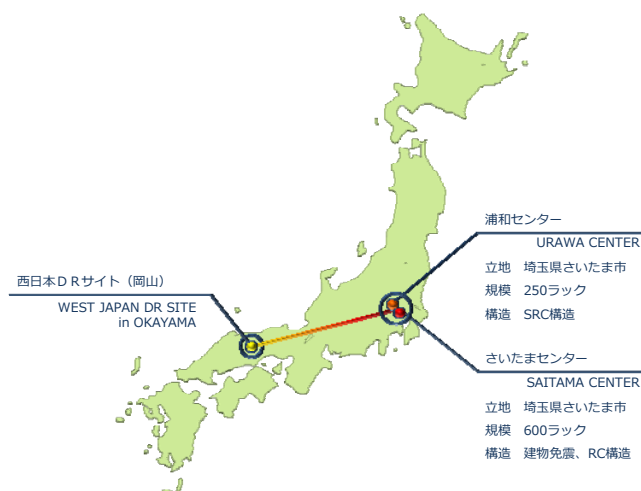 浦和センター
URAWA CENTER
立地 埼玉県さいたま市
規模 250ラック
構造 SRC構造
西日本ＤＲサイト（岡山）
WEST JAPAN DR SITE
in OKAYAMA
さいたまセンター
SAITAMA CENTER
立地 埼玉県さいたま市
規模 600ラック
構造 建物免震、RC構造